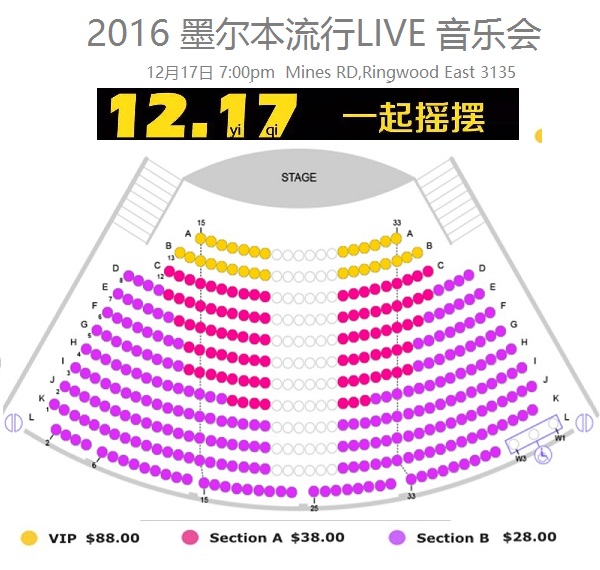 2016 墨尔本流行LIVE 音乐会
12月17日 7:00pm Mines RD,Ringwood East 3135
12.17 yi qi 一起摇摆
STAGE
15 33
A A
B 13 B
C 12 C
D 8 D
E 7 E
F 6 F
G 5 G
H 4 H
I 3 I
J 2 J
K 1 K
L L
2 6 15 25 33 W3 W1
VIP $88.00 Section A $38.00 Section B $28.00